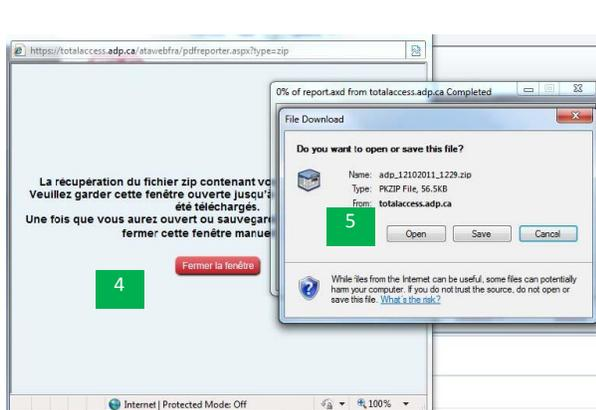 https://totalaccess.adp.ca/atawebfra/pdfreporter.aspx?type=zip
0% of report.axd from totalaccess.adp.ca Completed
File Download
Do you want to open or save this file?
Name: adp_12102011_1229.zip
Type: PKZIP File, 56.5KB
From: totalaccess.adp.ca
5
Open Save Cancel
While files from the Internet can be useful, some files can potentially
harm your computer. If you do not trust the source, do not open or
save this file. What's the risk?
La récupération du fichier zip contenant
Veuillez garder cette fenêtre ouverte
été téléchargés.
Une fois que vous aurez ouvert ou
fermer cette fenêtre
Fermer la fenêtre
4
Internet | Protected Mode: Off
100%